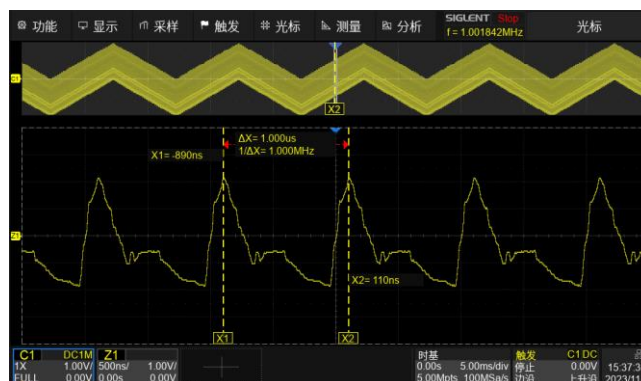 功能 显示 采样 触发 光标 测量 分析 SIGLENT Stop 光标
f = 1.001842MHz
C1
X2
ΔX= 1.000us
X1= -890ns 1/ΔX= 1.000MHz
Z1
X2= 110ns
X1 X2
C1 DC1M Z1 时基 触发 C1 DC
1X 1.00V/ 500ns/ 1.00V/ 0.00s 5.00ms/div 停止 0.00V 15:37:3
FULL 0.00V 0.00s 0.00V 5.00Mpts 100MSa/s 边沿 上升沿 2023/11